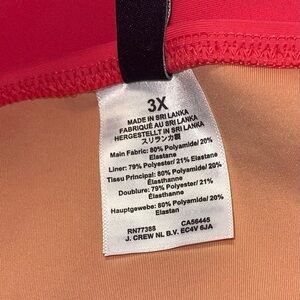 3X
MADE IN SRI LANKA
FABRIQUÉ AU SRI LANKA
HERGESTELLT IN SRI LANKA
スリランカ製
Main Fabric: 80% Polyamide/ 20%
Elastane
Liner: 79% Polyester/ 21% Elastane
Tissu Principal: 80% Polyamide/ 20%
Élasthanne
Doublure: 79% Polyester/ 21%
Élasthanne
Hauptgewebe: 80% Polyamide/ 20%
Elastan
RN77388 CA56445
J. CREW NL B.V. EC4V 6JA